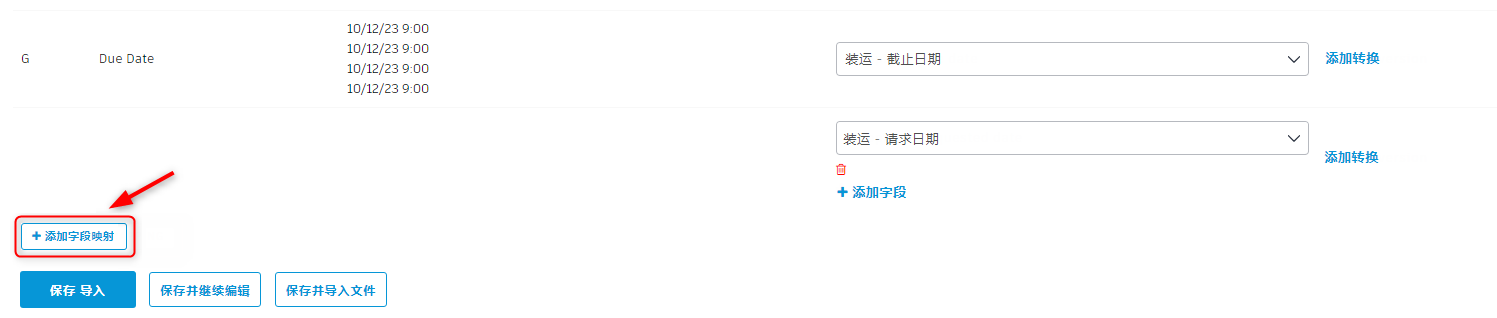 10/12/23 9:00
G Due Date 10/12/23 9:00 装运 - 截止日期 添加转换
10/12/23 9:00
10/12/23 9:00
装运 - 请求日期
添加转换
+ 添加字段
+ 添加字段映射
保存 导入 保存并继续编辑 保存并导入文件